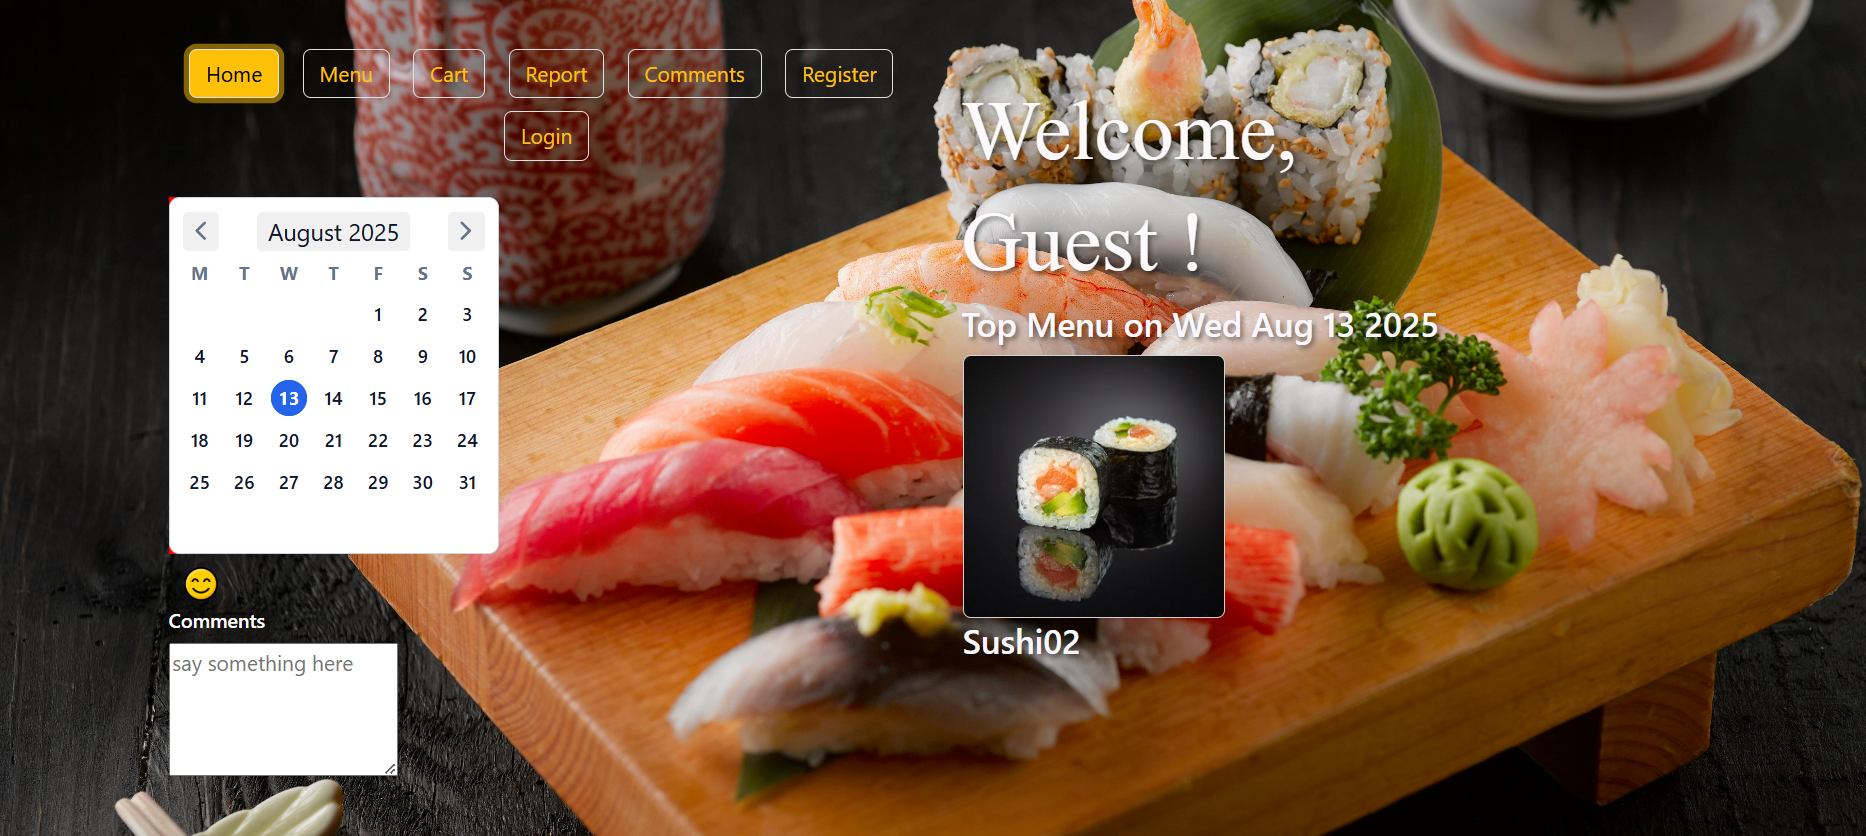 Home Menu Cart Report Comments Register
Login
Welcome,
Guest !
August 2025
M T W T F S S
1 2 3
4 5 6 7 8 9 10
11 12 13 14 15 16 17
18 19 20 21 22 23 24
25 26 27 28 29 30 31
Top Menu on Wed Aug 13 2025
Sushi02
Comments
say something here